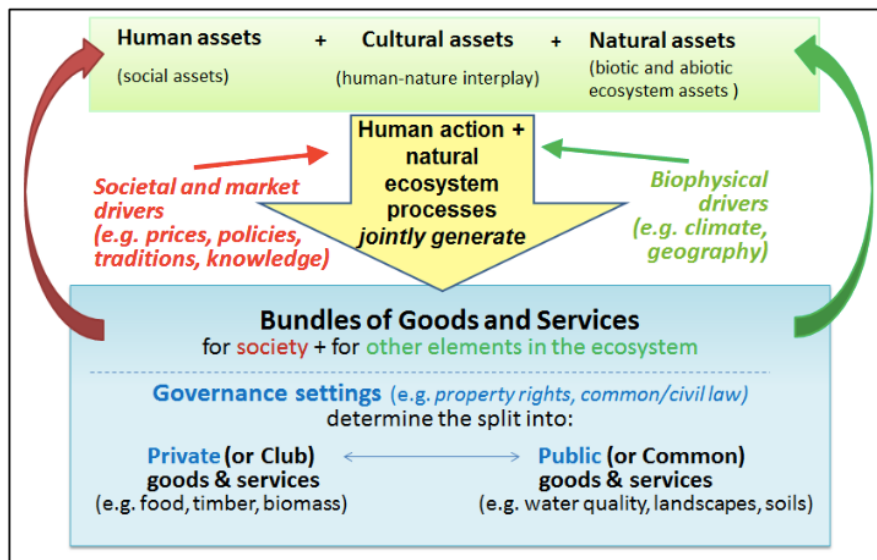 Human assets + Cultural assets + Natural assets
(social assets) (human-nature interplay) (biotic and abiotic
ecosystem assets )
Human action +
natural
ecosystem
processes
jointly generate
Societal and market
drivers
(e.g. prices, policies,
traditions, knowledge)
Biophysical
drivers
(e.g. climate,
geography)
Bundles of Goods and Services
for society + for other elements in the ecosystem
Governance settings (e.g. property rights, common/civil law)
determine the split into:
Private (or Club)
goods & services
(e.g. food, timber, biomass)
Public (or Common)
goods & services
(e.g. water quality, landscapes, soils)